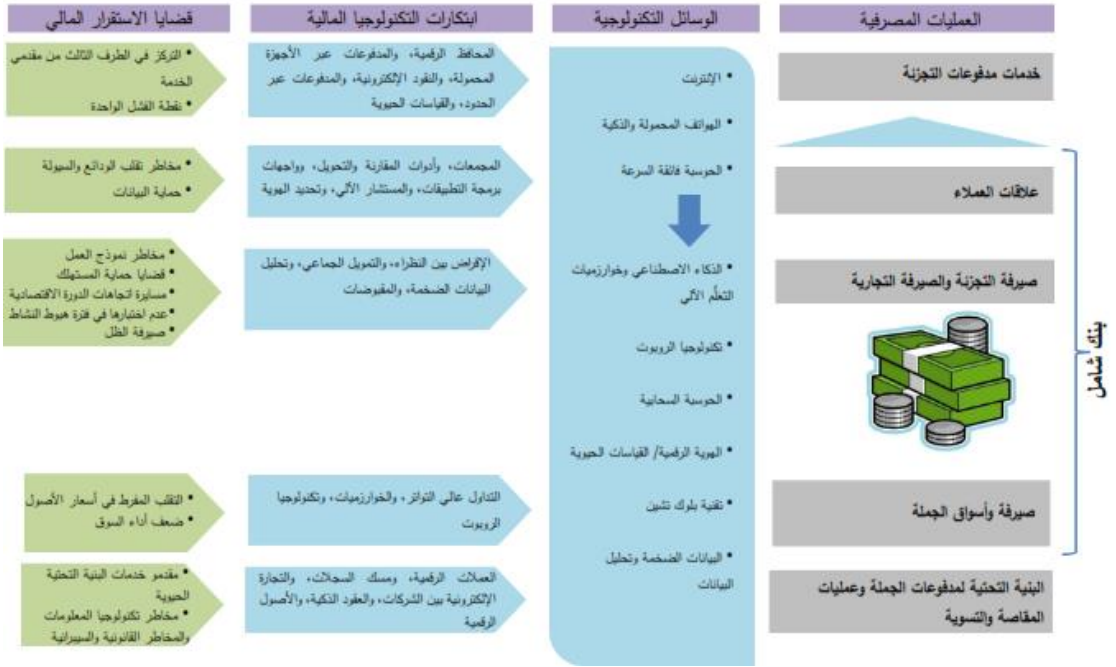 العمليات المصرفية
الوسائل التكنولوجية
ابتكارات التكنولوجيا المالية
قضايا الاستقرار المالي
خدمات مدفوعات التجزئة
علاقات العملاء
صيرفة التجزئة والصيرفة التجارية
صيرفة وأسواق الجملة
البنية التحتية لمدفوعات الجملة وعمليات
المقاصة والتسوية
بنك شامل
• الإنترنت
• الهواتف المحمولة والذكية
• الحوسبة فائقة السرعة
• الذكاء الاصطناعي وخوارزميات
التعلُّم الآلي
• تكنولوجيا الروبوت
• الحوسبة السحابية
• الهوية الرقمية/ القياسات الحيوية
• تقنية بلوك تشين
• البيانات الضخمة وتحليل
البيانات
المحافظ الرقمية، والمدفوعات عبر الأجهزة
المحمولة، والنقود الإلكترونية، والمدفوعات عبر
الحدود، والقياسات الحيوية
المجمعات، وأدوات المقارنة والتحويل، وواجهات
برمجة التطبيقات، والمستشار الآلي، وتحديد الهوية
الإقراض بين النظراء، والتمويل الجماعي، وتحليل
البيانات الضخمة، والمقبوضات
التداول عالي التواتر، والخوارزميات، وتكنولوجيا
الروبوت
العملات الرقمية، ومسك السجلات، والتجارة
الإلكترونية بين الشركات، والعقود الذكية، والأصول
الرقمية
• التركز في الطرف الثالث من مقدمي
الخدمة
• نقطة الفشل الواحدة
• مخاطر تقلب الودائع والسيولة
• حماية البيانات
• مخاطر نموذج العمل
• قضايا حماية المستهلك
• مسايرة اتجاهات الدورة الاقتصادية
• عدم اختبارها في فترة هبوط النشاط
• صيرفة الظل
• التقلب المفرط في أسعار الأصول
• ضعف أداء السوق
• مقدمو خدمات البنية التحتية
الحيوية
• مخاطر تكنولوجيا المعلومات
والمخاطر القانونية والسيبرانية